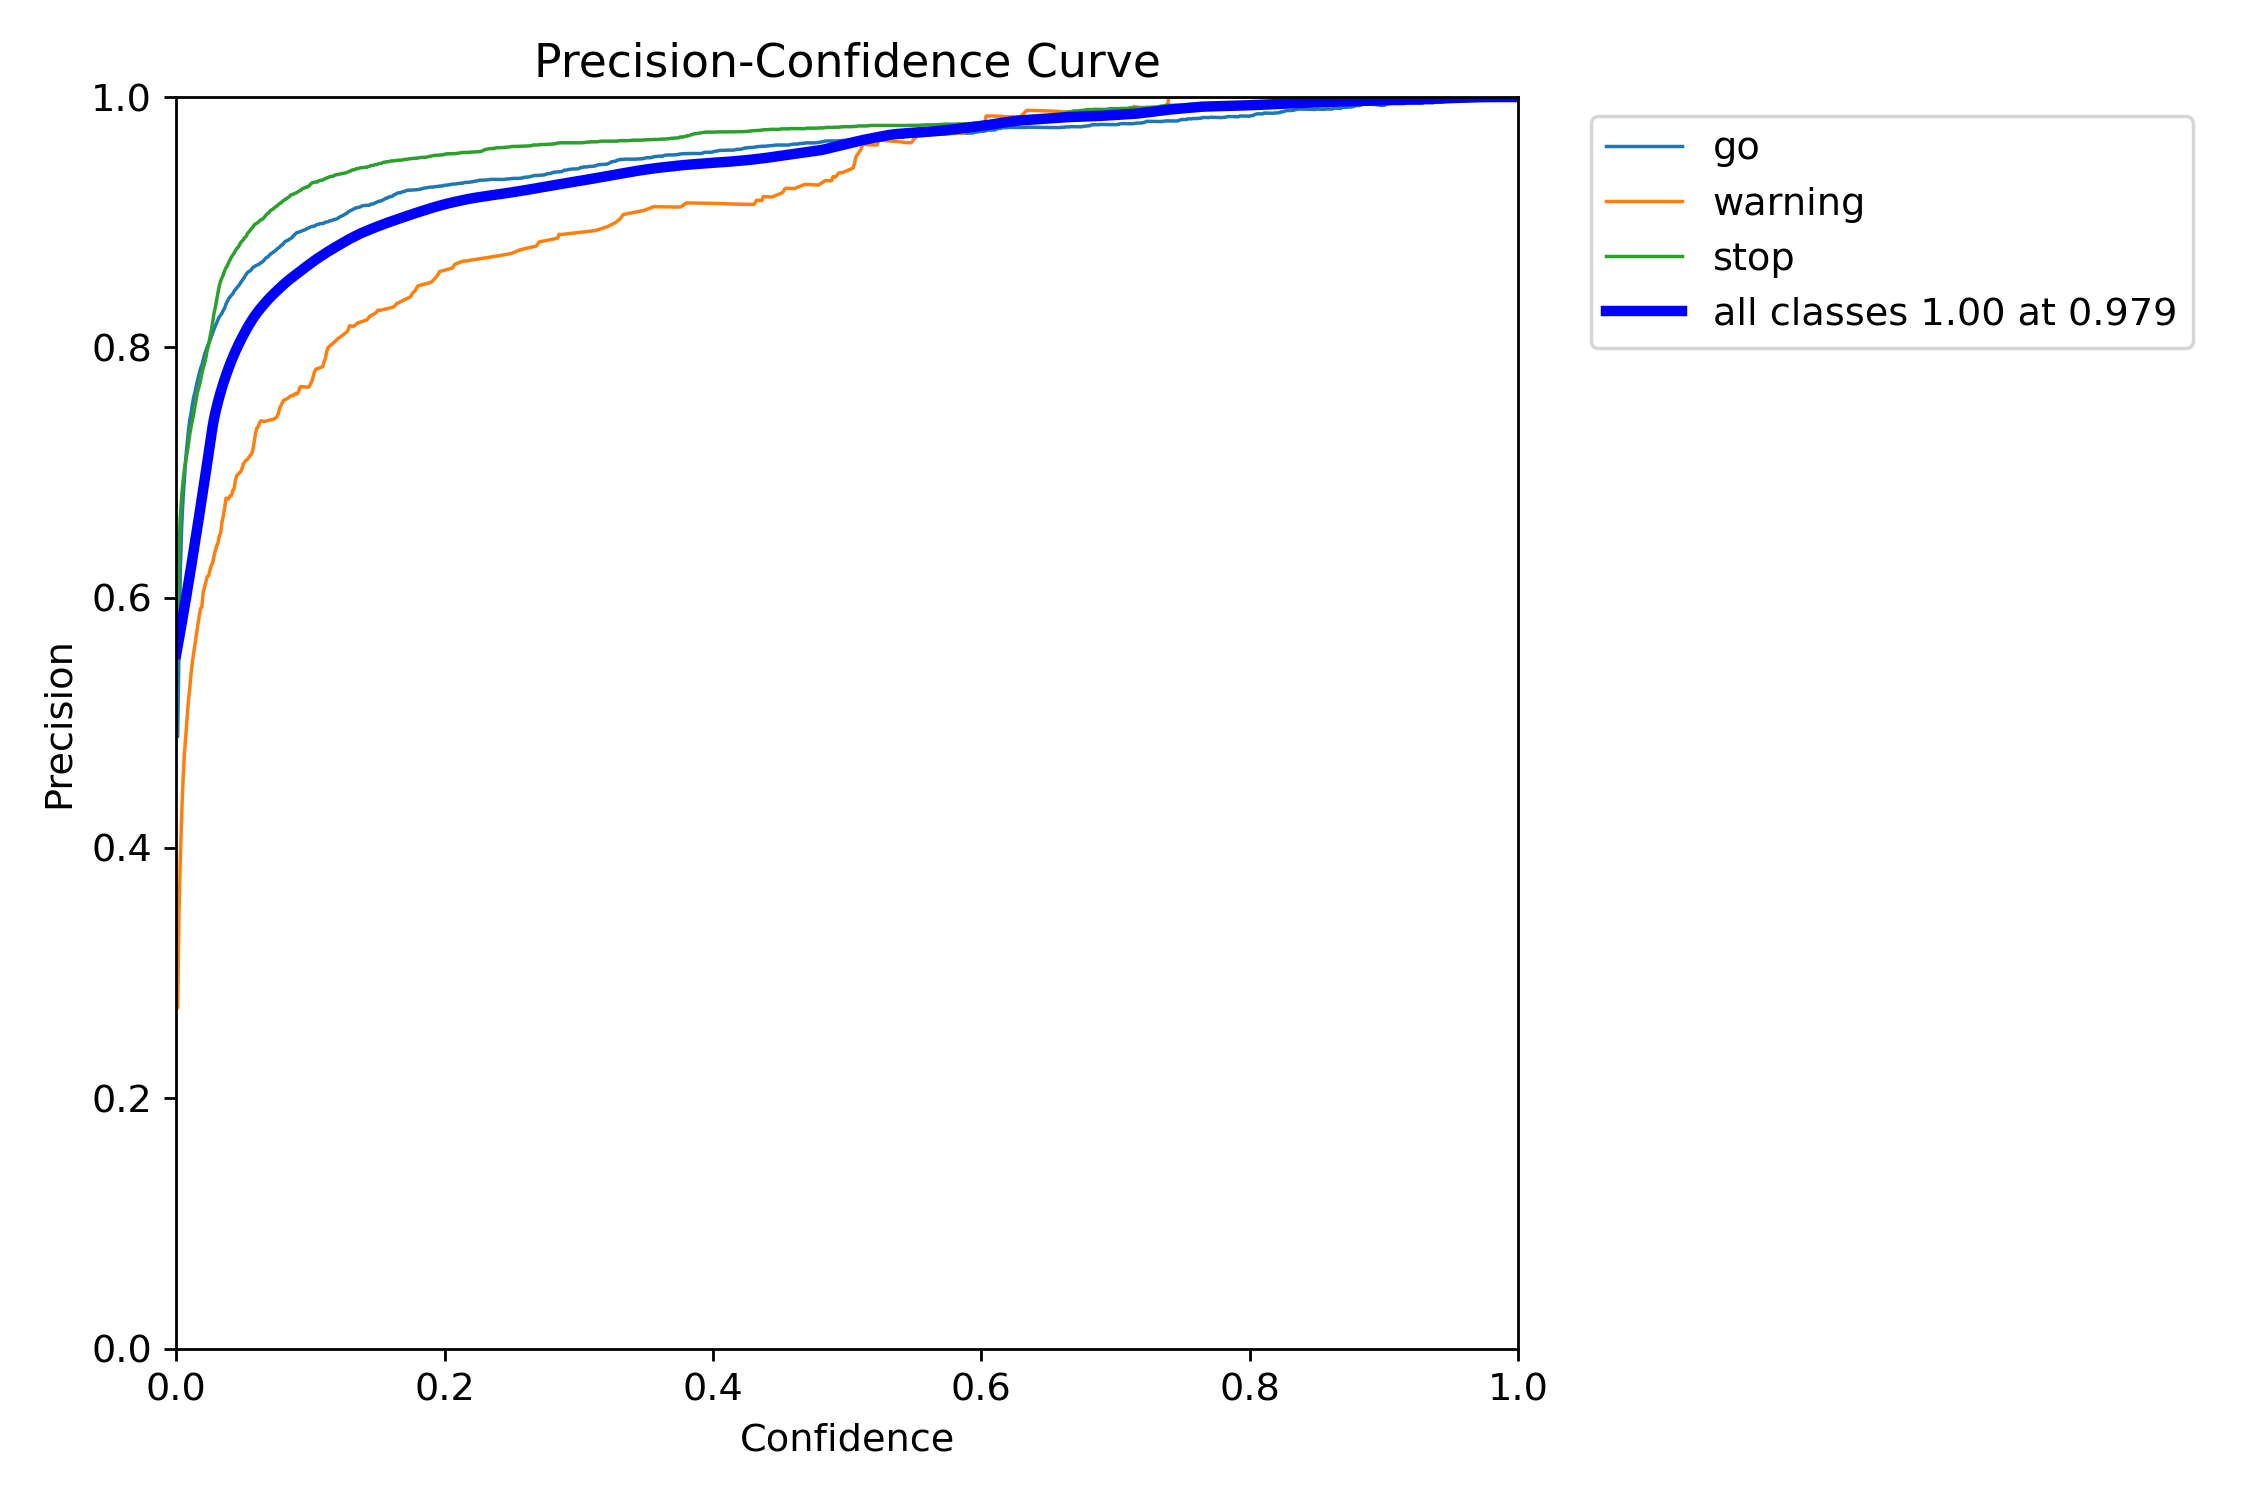 Precision-Confidence Curve
1.0
0.8
0.6
0.4
0.2
0.0
Precision
0.0 0.2 0.4 0.6 0.8 1.0
Confidence
go
warning
stop
all classes 1.00 at 0.979